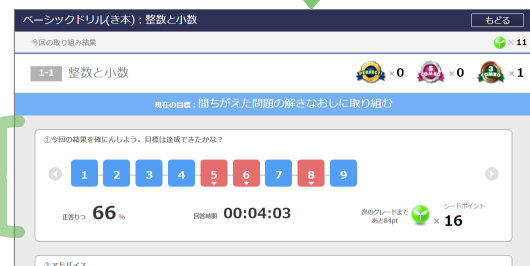 ベーシックドリル(き本)：整数と小数
もどる
今回の取り組み結果
× 11
1-1 整数と小数
PERFECT ×0 5 COMBO ×0 3 COMBO ×1
現在の目標：間ちがえた問題の解きなおしに取り組む
①今回の結果を確にんしよう。目標は達成できたかな？
1 2 3 4 5 6 7 8 9
正答りつ 66 % 回答時間 00:04:03 次のグレードまで あと84pt シードポイント × 16
②アドバイス